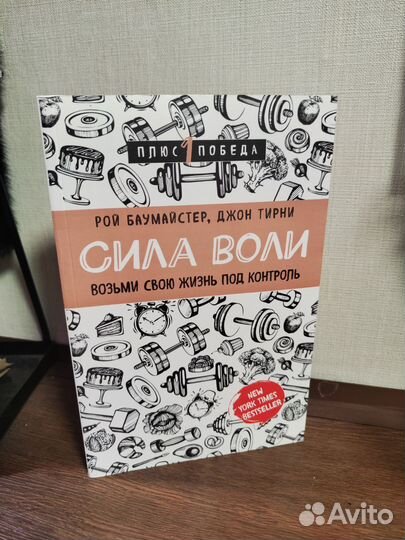 ПЛЮС 1 ПОБЕДА
РОЙ БАУМАЙСТЕР, ДЖОН ТИРНИ
СИЛА ВОЛИ
ВОЗЬМИ СВОЮ ЖИЗНЬ ПОД КОНТРОЛЬ
NEW
YORK TIMES
BESTSELLER
Avito